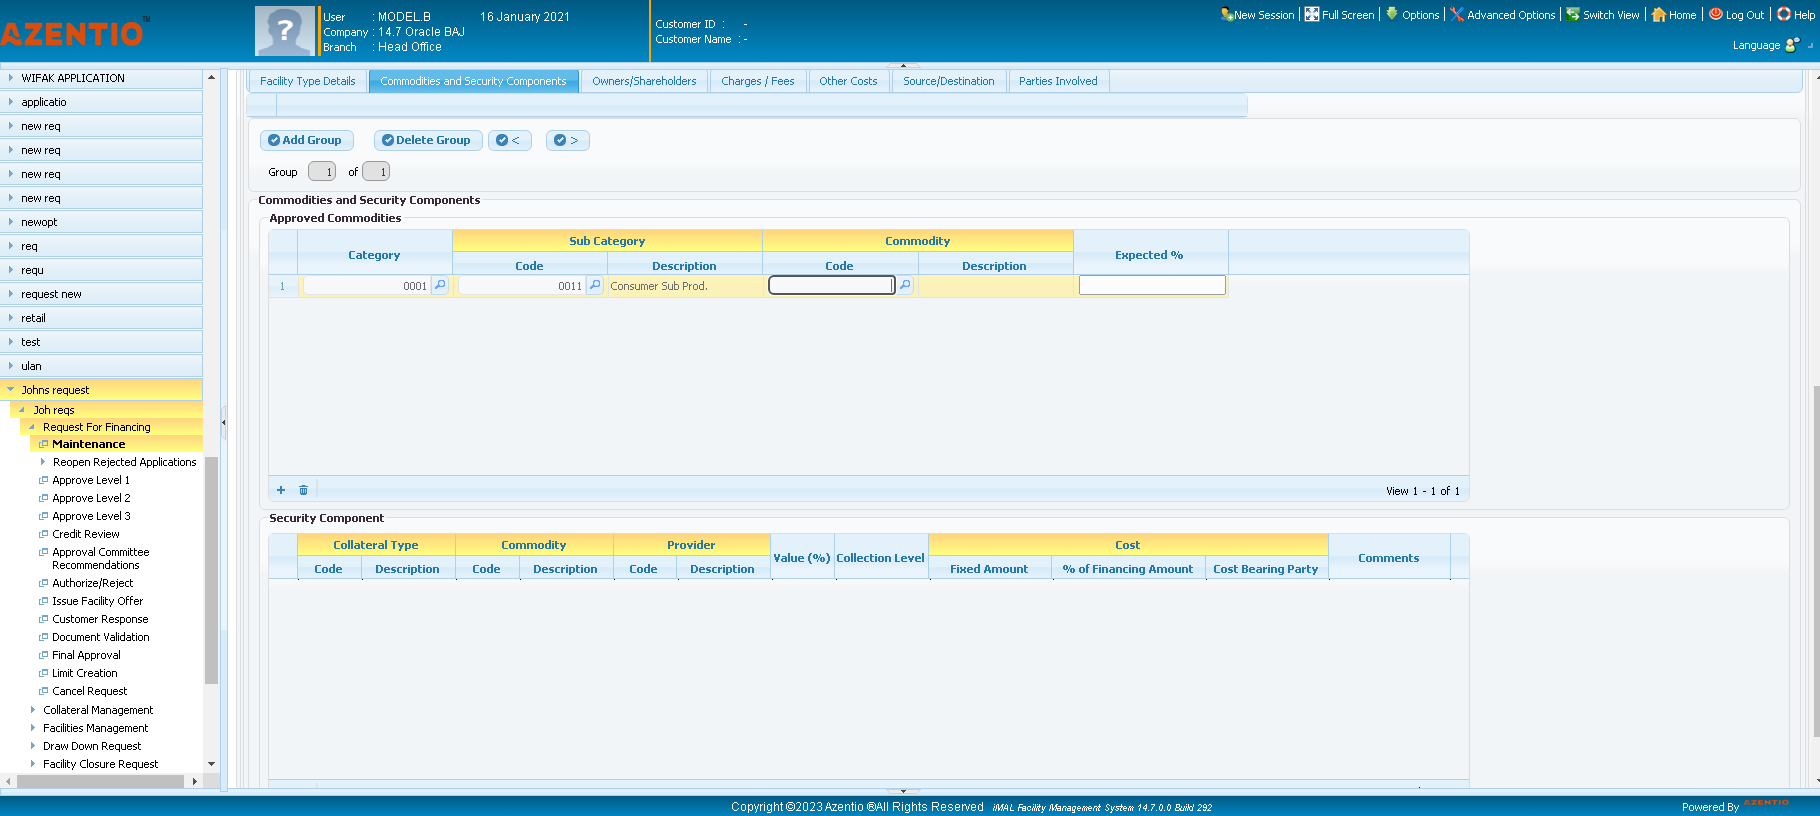 AZENTIO™
User : MODEL.B 16 January 2021
Company : 14.7 Oracle BAJ
Branch : Head Office
Customer ID : -
Customer Name : -
New Session Full Screen Options Advanced Options Switch View Home Log Out Help
Language
WIFAK APPLICATION
applicatio
new req
new req
new req
new req
newopt
req
requ
request new
retail
test
ulan
Johns request
Joh reqs
Request For Financing
Maintenance
Reopen Rejected Applications
Approve Level 1
Approve Level 2
Approve Level 3
Credit Review
Approval Committee
Recommendations
Authorize/Reject
Issue Facility Offer
Customer Response
Document Validation
Final Approval
Limit Creation
Cancel Request
Collateral Management
Facilities Management
Draw Down Request
Facility Closure Request
Facility Type Details Commodities and Security Components Owners/Shareholders Charges / Fees Other Costs Source/Destination Parties Involved
Add Group Delete Group < >
Group 1 of 1
Commodities and Security Components
Approved Commodities
Category Sub Category Commodity Expected %
Code Description Code Description
1 0001 0011 Consumer Sub Prod.
View 1 - 1 of 1
Security Component
Collateral Type Commodity Provider Value (%) Collection Level Cost Comments
Code Description Code Description Code Description Fixed Amount % of Financing Amount Cost Bearing Party
Copyright ©2023 Azentio ®All Rights Reserved iMAL Facility Management System 14.7.0.0 Build 292
Powered By AZENTIO